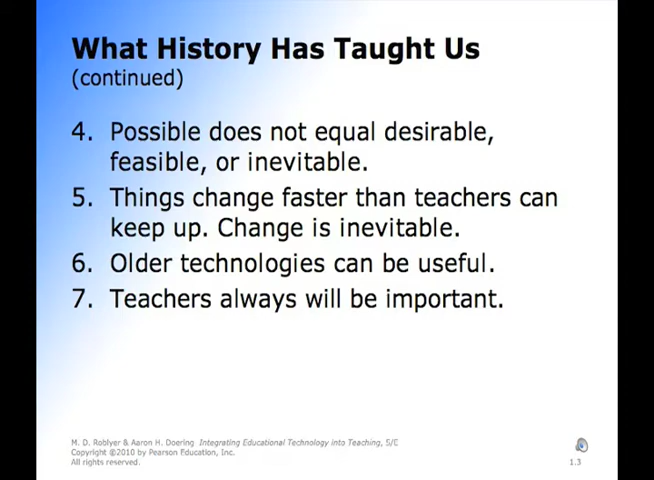 What History Has Taught Us
(continued)
4. Possible does not equal desirable,
feasible, or inevitable.
5. Things change faster than teachers can
keep up. Change is inevitable.
6. Older technologies can be useful.
7. Teachers always will be important.
M. D. Roblyer & Aaron H. Doering Integrating Educational Technology into Teaching, 5/E
Copyright ©2010 by Pearson Education, Inc.
All rights reserved.
1.3